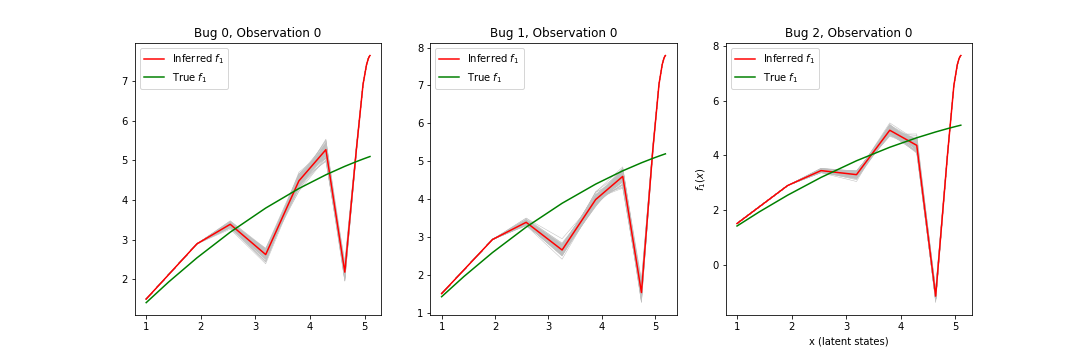 Bug 0, Observation 0
Inferred f₁
True f₁
7
6
5
4
3
2
1 2 3 4 5
Bug 1, Observation 0
Inferred f₁
True f₁
8
7
6
5
4
3
2
1
1 2 3 4 5
Bug 2, Observation 0
Inferred f₁
True f₁
f₁(x)
8
6
4
2
0
1 2 3 4 5
x (latent states)